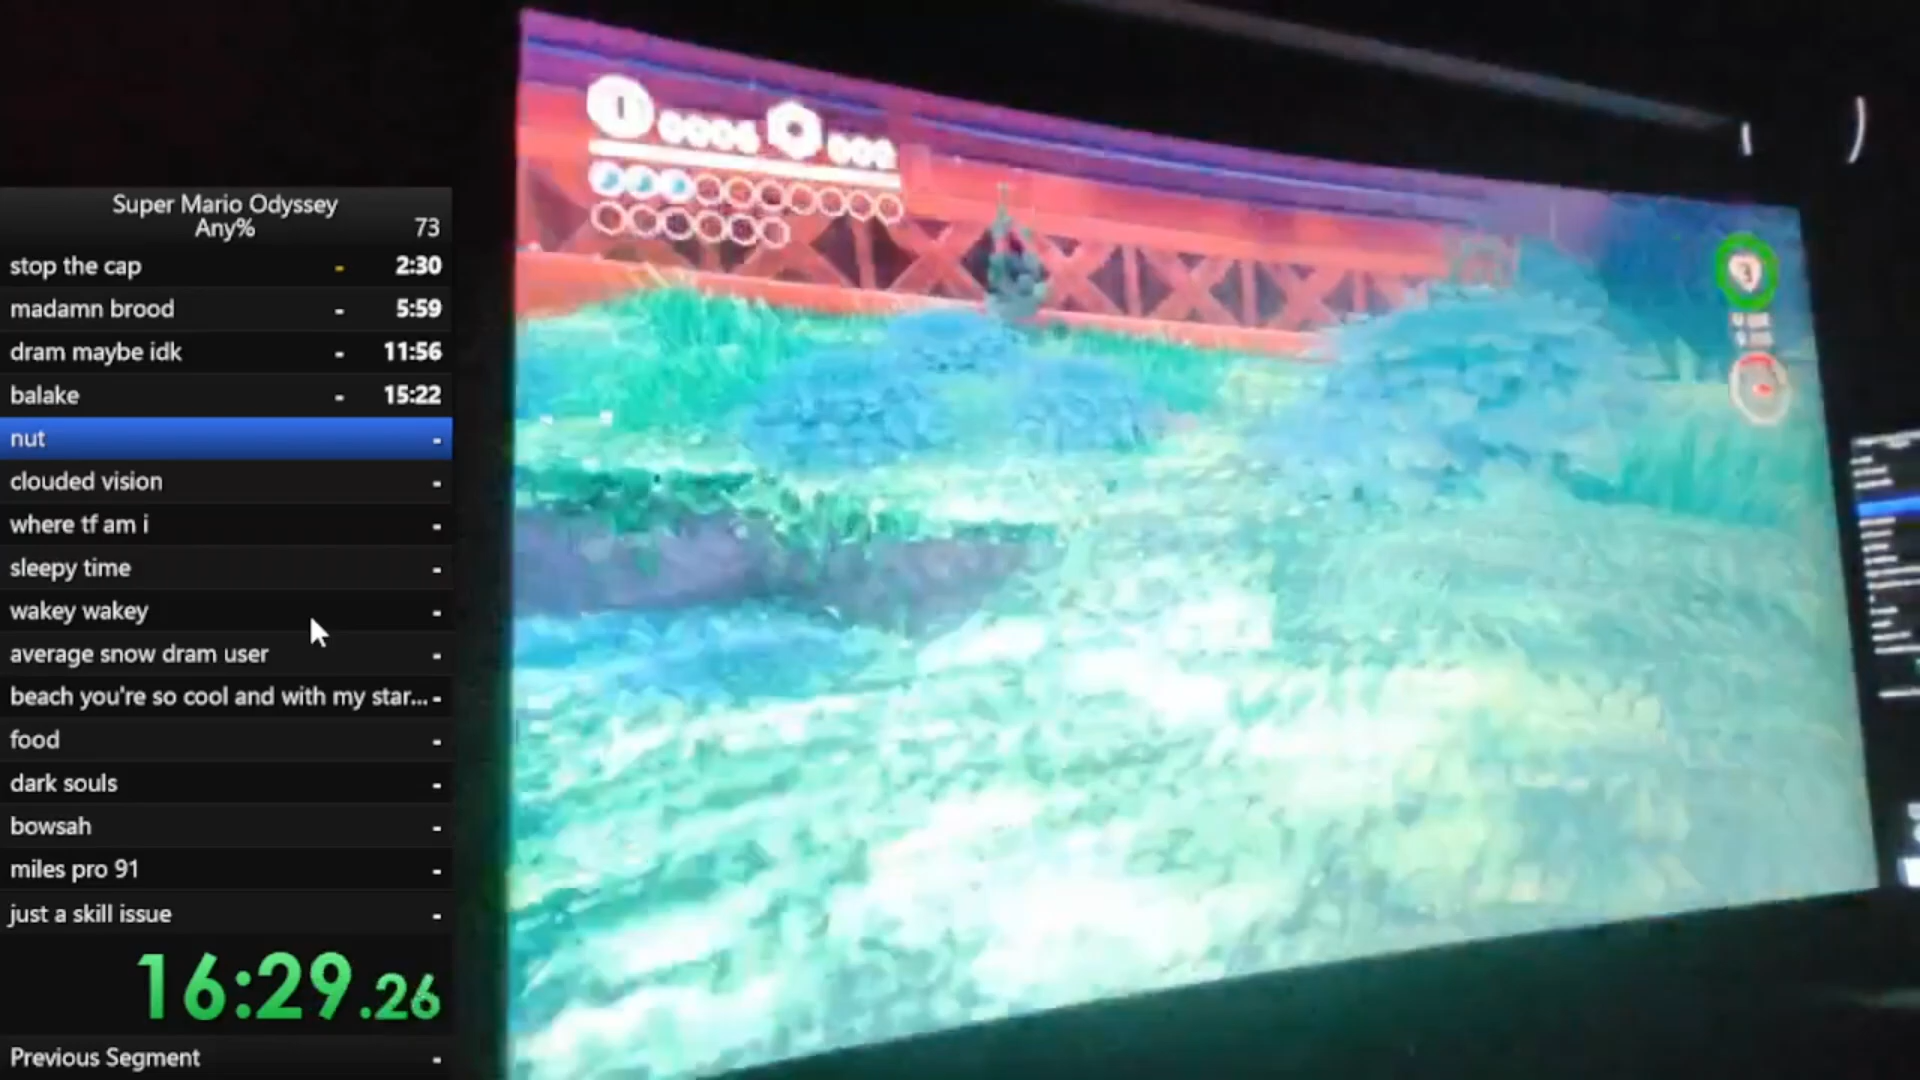 Super Mario Odyssey
Any% 73
stop the cap - 2:30
madamn brood - 5:59
dram maybe idk - 11:56
balake - 15:22
nut -
clouded vision -
where tf am i -
sleepy time -
wakey wakey -
average snow dram user -
beach you're so cool and with my star... -
food -
dark souls -
bowsah -
miles pro 91 -
just a skill issue -
16:29.26
Previous Segment -
0006
3